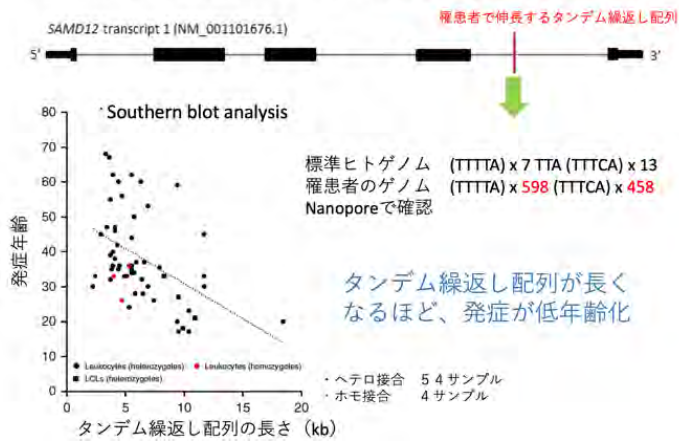 罹患者で伸長するタンデム繰返し配列
SAMD12 transcript 1 (NM_001101676.1)
5’
3’
Southern blot analysis
80
70
60
50
40
30
20
10
0
発症年齢
Leukocytes (heterozygotes)
Leukocytes (homozygotes)
LCLs (heterozygotes)
0
5
10
15
20
タンデム繰返し配列の長さ（kb）
標準ヒトゲノム (TTTTA) x 7 TTA (TTTCA) x 13
罹患者のゲノム (TTTTA) x 598 (TTTCA) x 458
Nanoporeで確認
タンデム繰返し配列が長く
なるほど、発症が低年齢化
・ヘテロ接合 ５４サンプル
・ホモ接合 ４サンプル